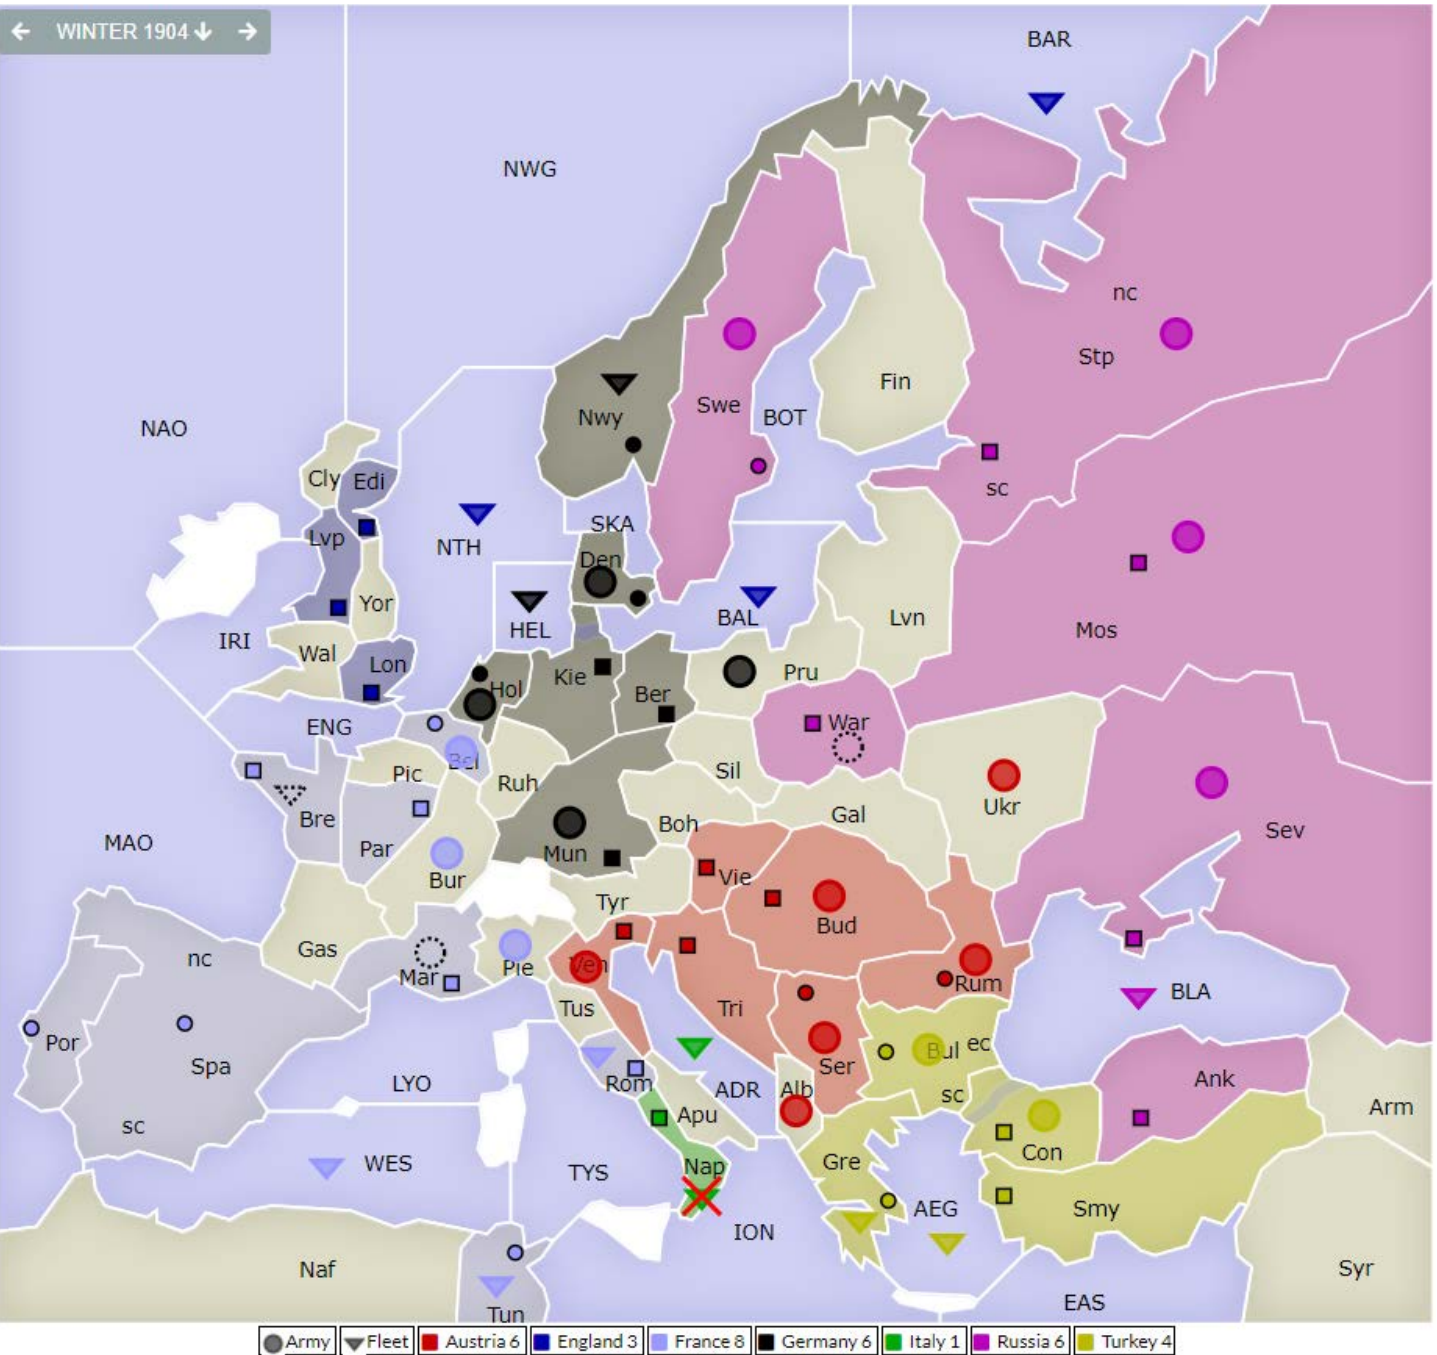 WINTER 1904
BAR
NWG
nc
Stp
Fin
Nwy
Swe
BOT
NAO
Cly
Edi
sc
SKA
Lvp
NTH
Den
Yor
HEL
BAL
Lvn
Mos
IRI
Wal
Lon
Kie
Pru
Hol
Ber
ENG
War
Bel
Pic
Ruh
Sil
Ukr
Bre
Boh
Gal
Sev
MAO
Par
Mun
Vie
Bur
Tyr
Bud
Gas
nc
Mar
Pie
Ven
Rum
BLA
Tus
Tri
Por
Bul
ec
Spa
Ser
LYO
Rom
ADR
Alb
Ank
sc
Apu
Arm
sc
Con
WES
TYS
Nap
Gre
AEG
Smy
ION
Naf
Syr
EAS
Tun
Army Fleet Austria 6 England 3 France 8 Germany 6 Italy 1 Russia 6 Turkey 4